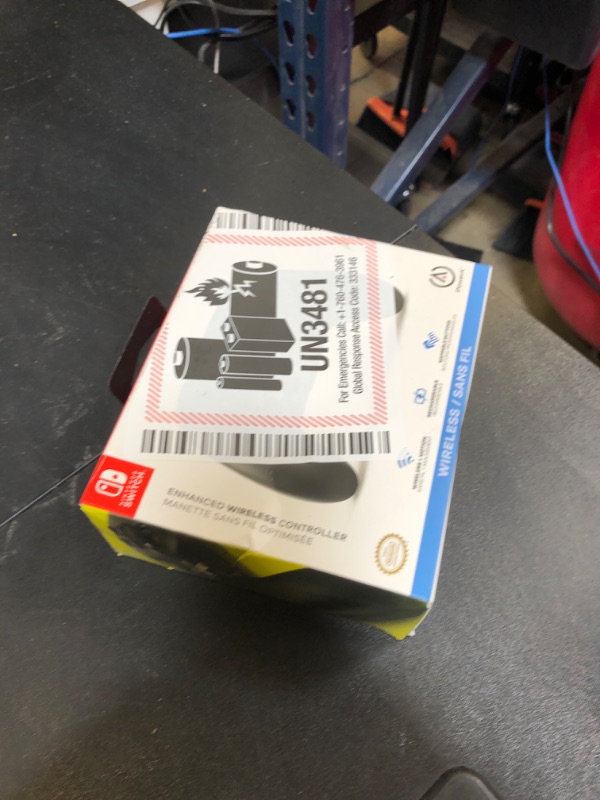 UN3481
For Emergencies Call: +1-760-476-3961
Global Response Access Code: 333146
NINTENDO
SWITCH
ENHANCED WIRELESS CONTROLLER
MANETTE SANS FIL OPTIMISÉE
WIRELESS / SANS FIL